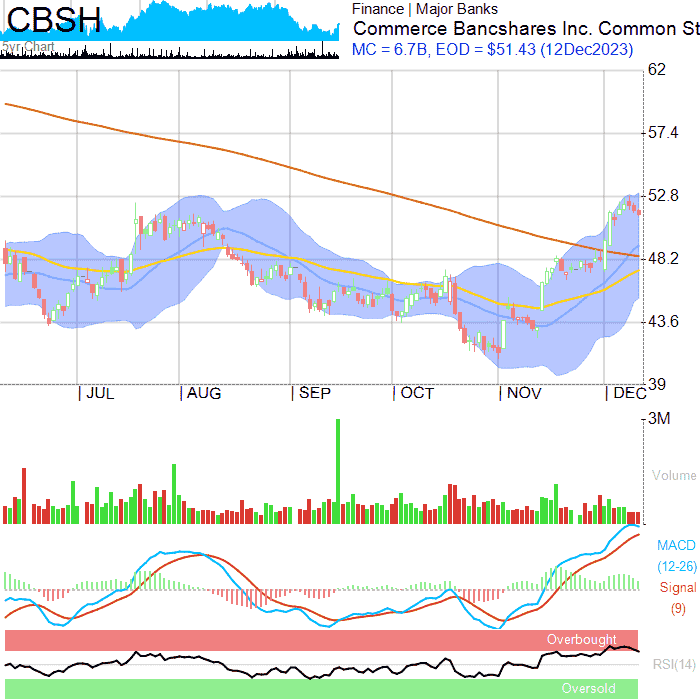 CBSH
5yr Chart
Finance | Major Banks
Commerce Bancshares Inc. Common St
MC = 6.7B, EOD = $51.43 (12Dec2023)
62
57.4
52.8
48.2
43.6
39
| JUL | AUG | SEP | OCT | NOV | DEC
3M
Volume
MACD
(12-26)
Signal
(9)
Overbought
RSI(14)
Oversold